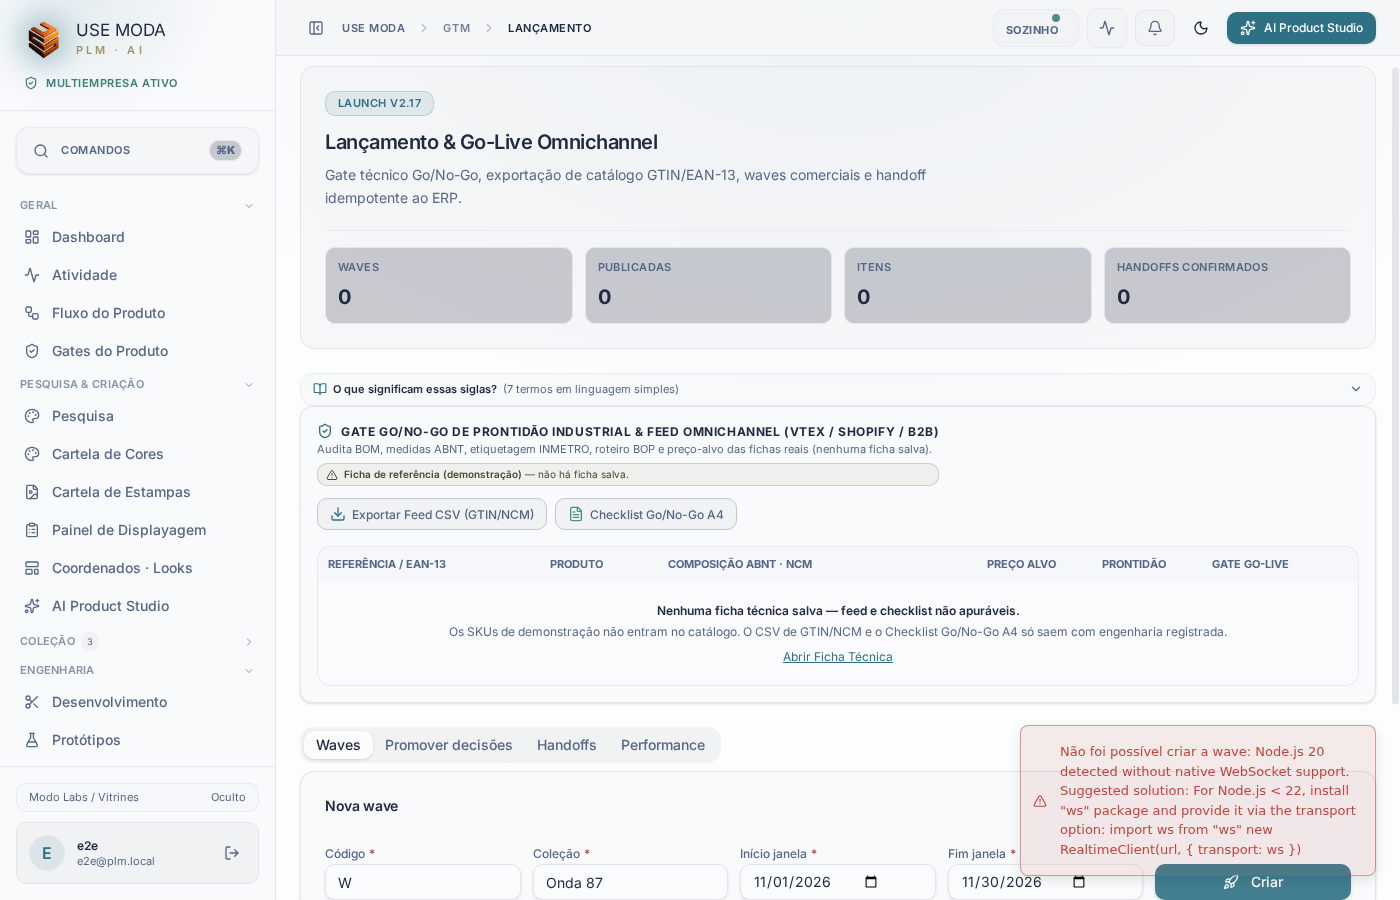 USE MODA
PLM · AI
MULTIEMPRESA ATIVO
COMANDOS
⌘K
GERAL
Dashboard
Atividade
Fluxo do Produto
Gates do Produto
PESQUISA & CRIAÇÃO
Pesquisa
Cartela de Cores
Cartela de Estampas
Painel de Displayagem
Coordenados · Looks
AI Product Studio
COLEÇÃO 3
ENGENHARIA
Desenvolvimento
Protótipos
Modo Labs / Vitrines Oculto
E
e2e
e2e@plm.local
USE MODA > GTM > LANÇAMENTO
SOZINHO
AI Product Studio
LAUNCH V2.17
Lançamento & Go-Live Omnichannel
Gate técnico Go/No-Go, exportação de catálogo GTIN/EAN-13, waves comerciais e handoff
idempotente ao ERP.
WAVES
0
PUBLICADAS
0
ITENS
0
HANDOFFS CONFIRMADOS
0
O que significam essas siglas? (7 termos em linguagem simples)
GATE GO/NO-GO DE PRONTIDÃO INDUSTRIAL & FEED OMNICHANNEL (VTEX / SHOPIFY / B2B)
Audita BOM, medidas ABNT, etiquetagem INMETRO, roteiro BOP e preço-alvo das fichas reais (nenhuma ficha salva).
Ficha de referência (demonstração) — não há ficha salva.
Exportar Feed CSV (GTIN/NCM)
Checklist Go/No-Go A4
REFERÊNCIA / EAN-13 PRODUTO COMPOSIÇÃO ABNT · NCM PREÇO ALVO PRONTIDÃO GATE GO-LIVE
Nenhuma ficha técnica salva — feed e checklist não apuráveis.
Os SKUs de demonstração não entram no catálogo. O CSV de GTIN/NCM e o Checklist Go/No-Go A4 só saem com engenharia registrada.
Abrir Ficha Técnica
Waves Promover decisões Handoffs Performance
Nova wave
Código *
W
Coleção *
Onda 87
Início janela *
11/01/2026
Fim janela *
11/30/2026
Criar
Não foi possível criar a wave: Node.js 20
detected without native WebSocket support.
Suggested solution: For Node.js < 22, install
"ws" package and provide it via the transport
option: import ws from "ws" new
RealtimeClient(url, { transport: ws })